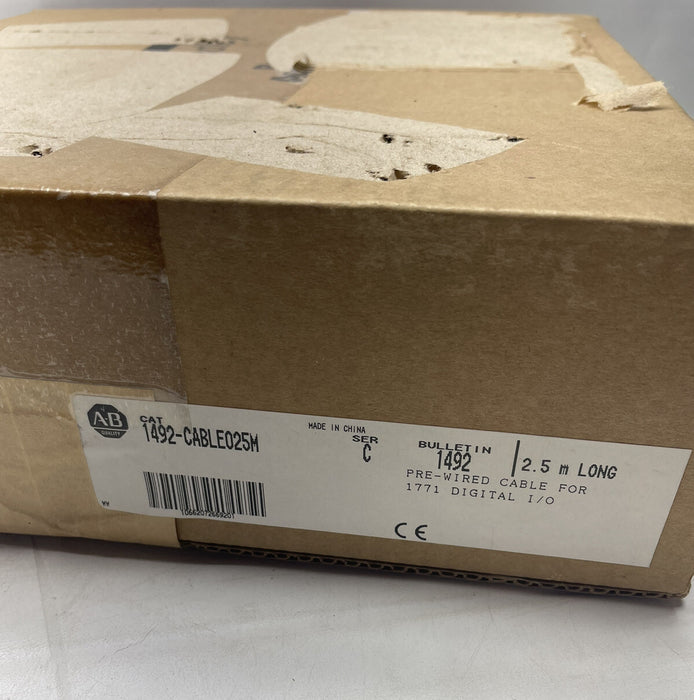 A-B
QUALITY
CAT
1492-CABLE025M
MADE IN CHINA
SER
C
BULLETIN
1492
2.5 m LONG
PRE-WIRED CABLE FOR
1771 DIGITAL I/O
CE